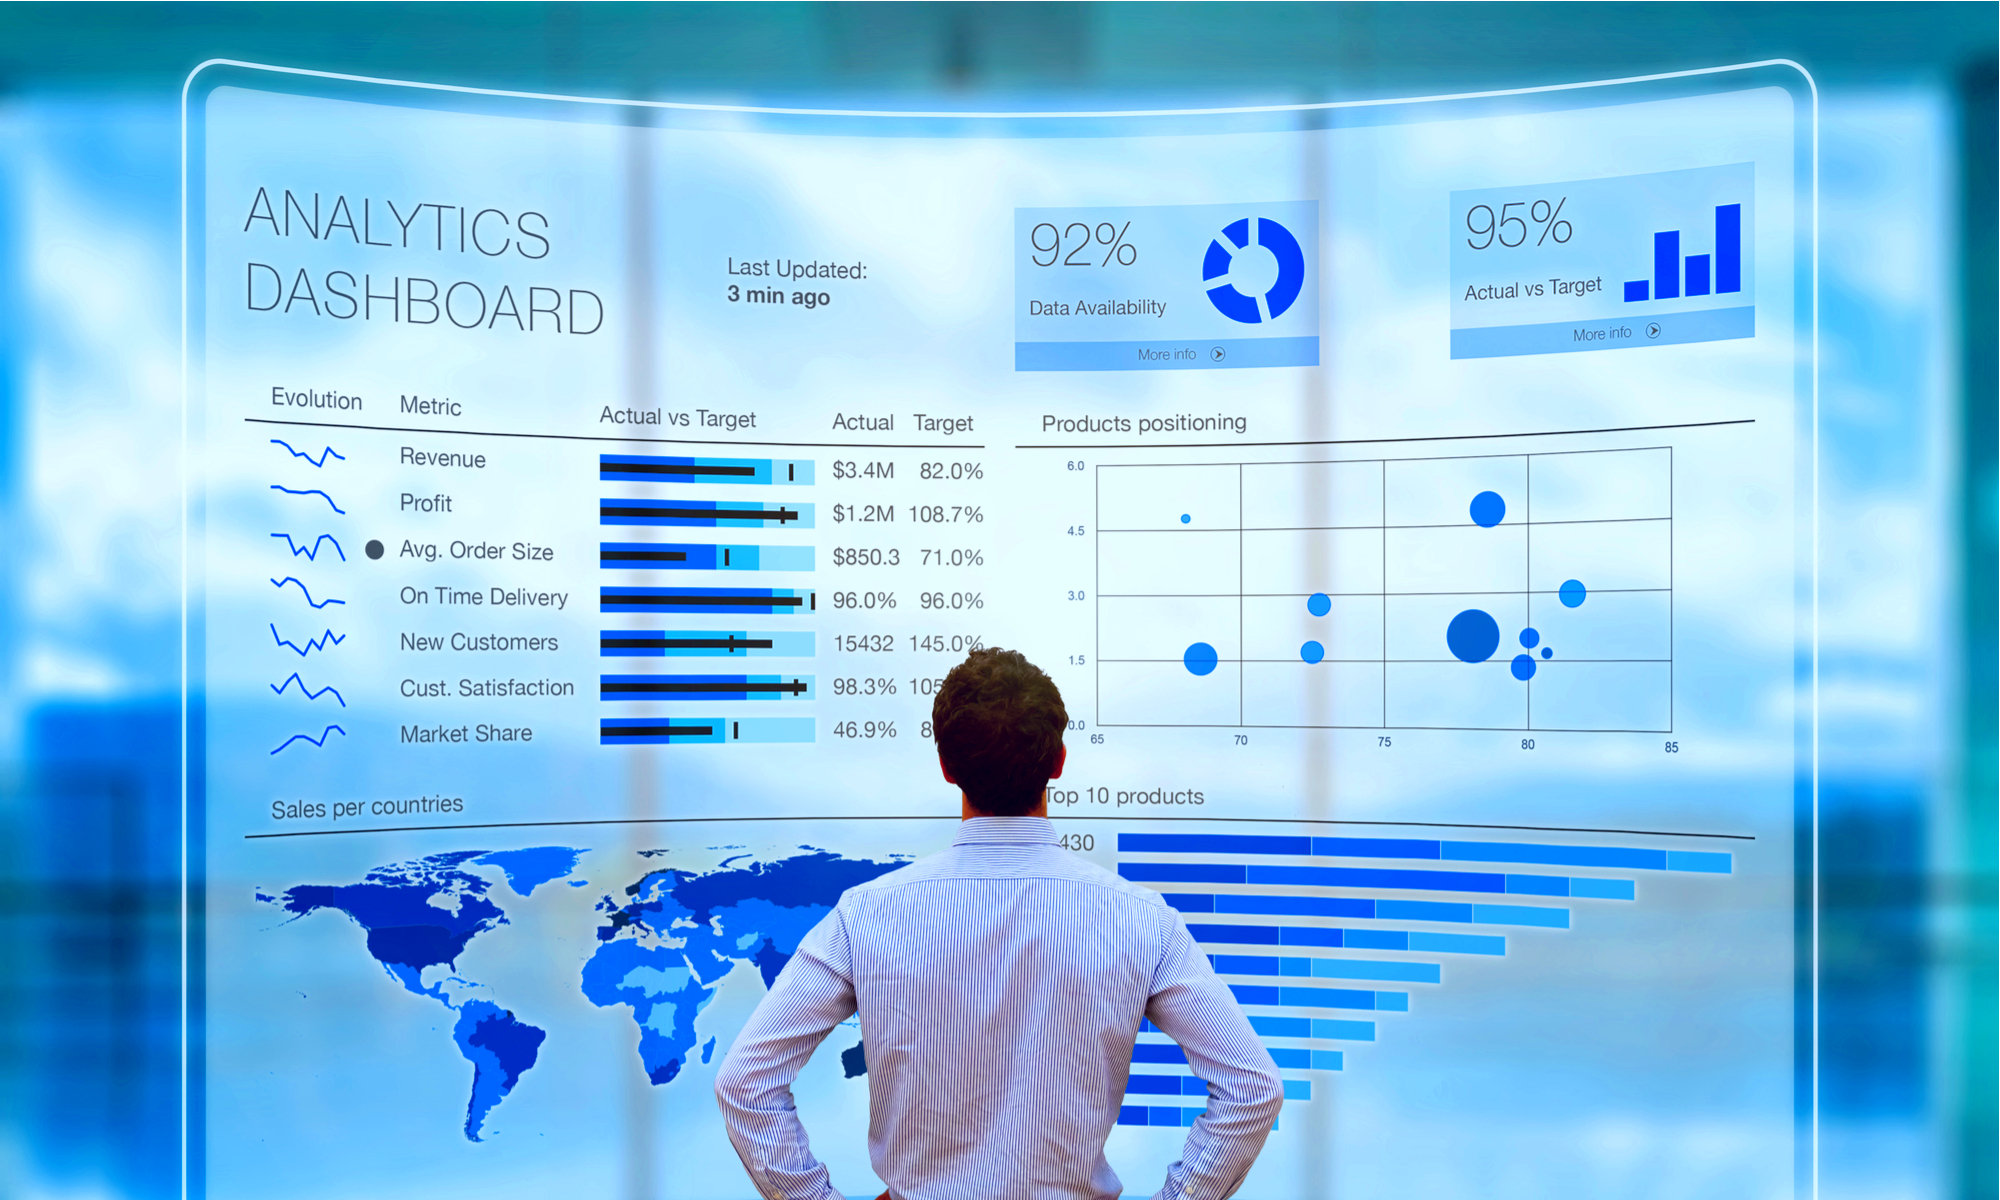 ANALYTICS
DASHBOARD
Last Updated:
3 min ago
92%
Data Availability
More info
95%
Actual vs Target
More info
Evolution Metric Actual vs Target Actual Target
Revenue $3.4M 82.0%
Profit $1.2M 108.7%
Avg. Order Size $850.3 71.0%
On Time Delivery 96.0% 96.0%
New Customers 15432 145.0%
Cust. Satisfaction 98.3%
Market Share 46.9%
Products positioning
6.0
4.5
3.0
1.5
0.0
65 70 75 80 85
Sales per countries
Top 10 products
430